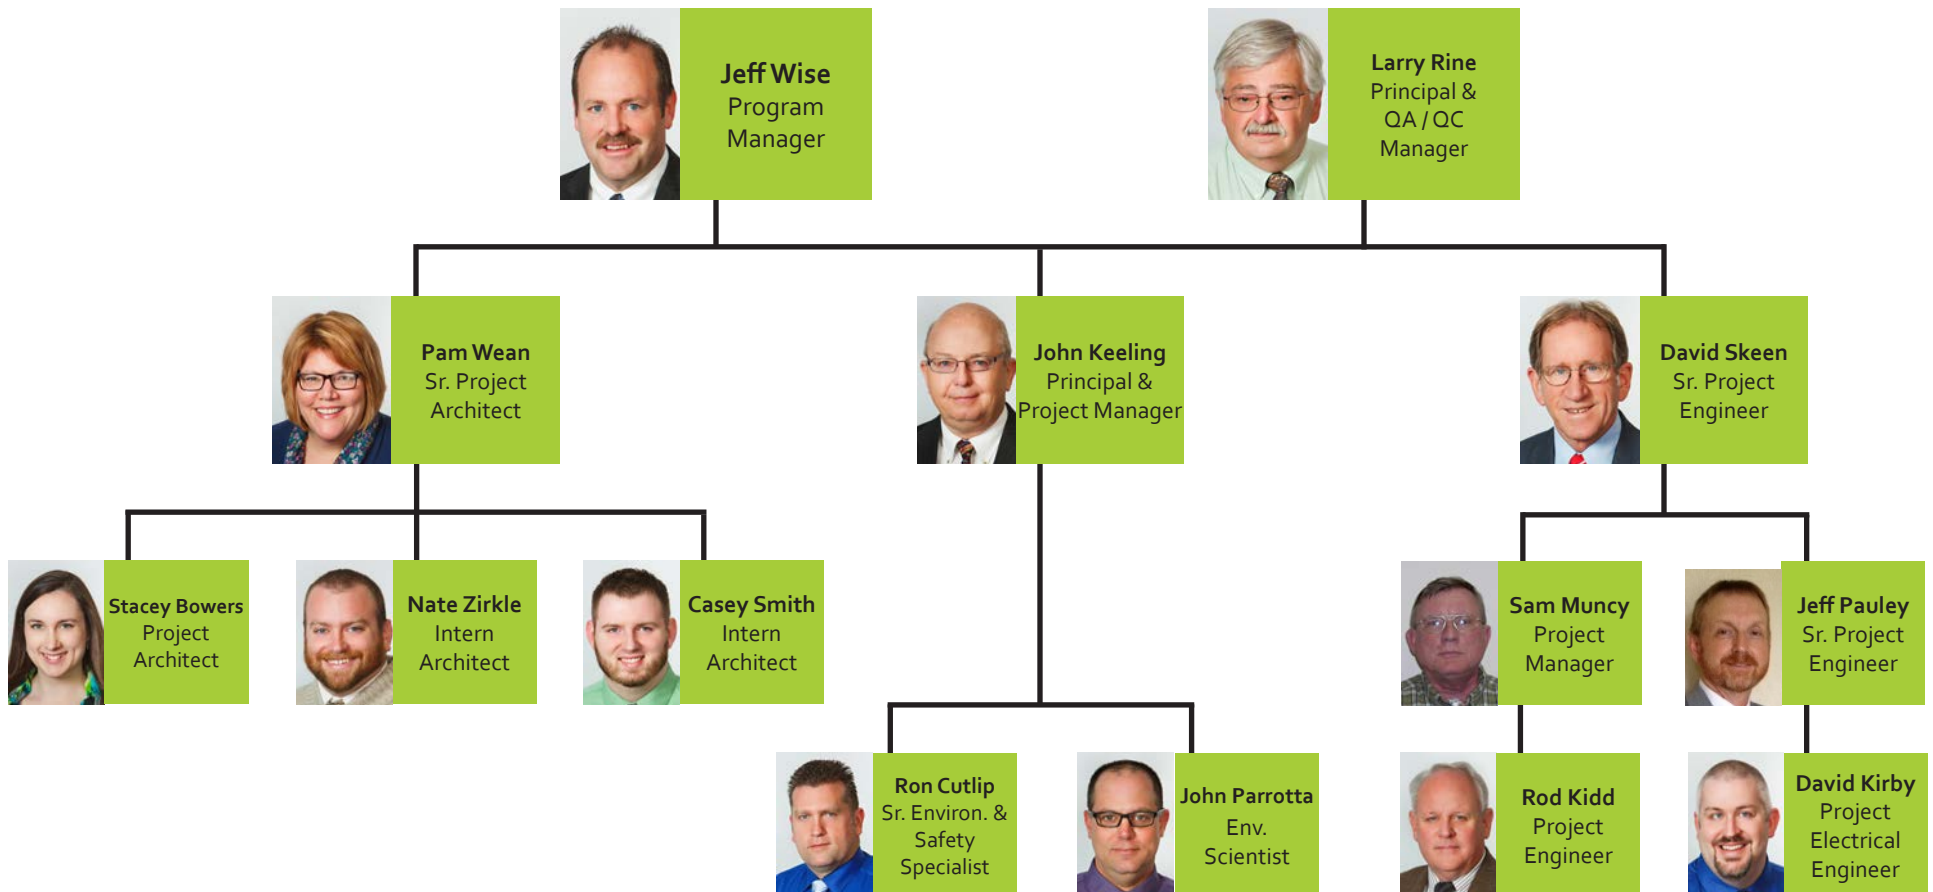 Jeff Wise
Program
Manager
Larry Rine
Principal &
QA / QC
Manager
Pam Wean
Sr. Project
Architect
John Keeling
Principal &
Project Manager
David Skeen
Sr. Project
Engineer
Stacey Bowers
Project
Architect
Nate Zirkle
Intern
Architect
Casey Smith
Intern
Architect
Sam Muncy
Project
Manager
Jeff Pauley
Sr. Project
Engineer
Ron Cutlip
Sr. Environ. &
Safety
Specialist
John Parrotta
Env.
Scientist
Rod Kidd
Project
Engineer
David Kirby
Project
Electrical
Engineer